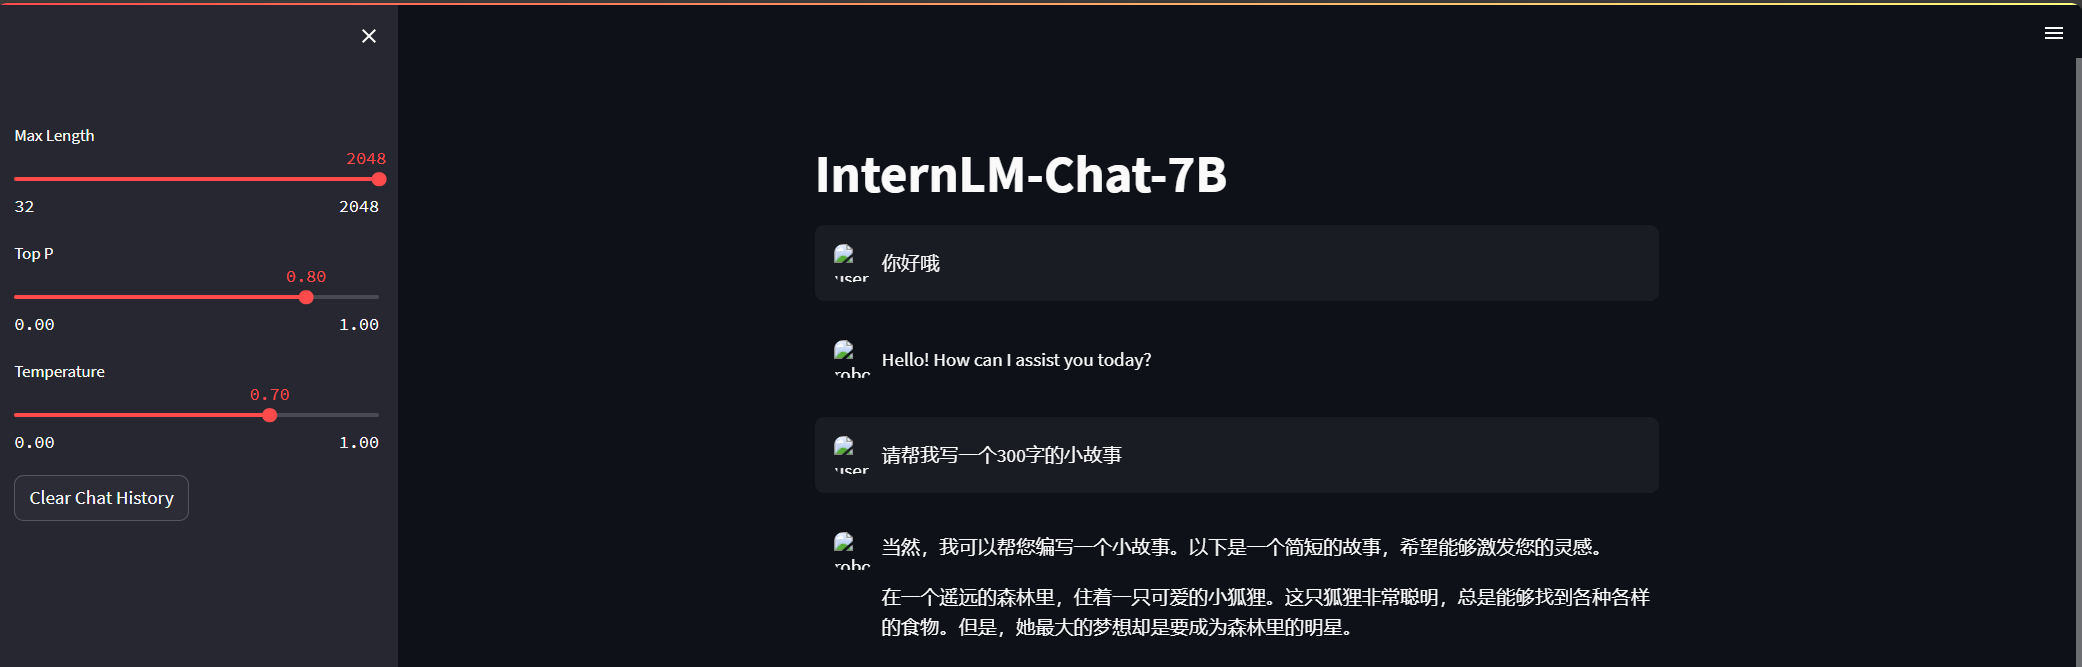 Max Length
2048
32 2048
Top P
0.80
0.00 1.00
Temperature
0.70
0.00 1.00
Clear Chat History
InternLM-Chat-7B
user
你好哦
Hello! How can I assist you today?
user
请帮我写一个300字的小故事
当然，我可以帮您编写一个小故事。以下是一个简短的故事，希望能够激发您的灵感。
在一个遥远的森林里，住着一只可爱的小狐狸。这只狐狸非常聪明，总是能够找到各种各样
的食物。但是，她最大的梦想却是要成为森林里的明星。